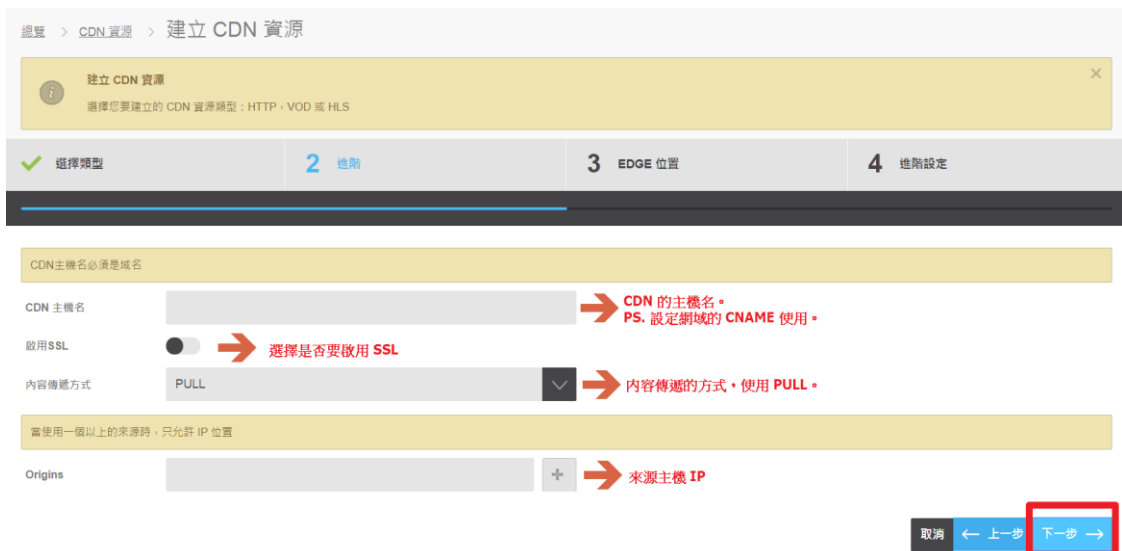 總覽 > CDN 資源 > 建立 CDN 資源
建立 CDN 資源
選擇您要建立的 CDN 資源類型：HTTP，VOD 或 HLS
選擇類型
2 進階
3 EDGE 位置
4 進階設定
CDN主機名必須是域名
CDN 主機名
CDN 的主機名。
PS. 設定網域的 CNAME 使用。
啟用SSL
選擇是否要啟用 SSL
內容傳遞方式
PULL
內容傳遞的方式，使用 PULL。
當使用一個以上的來源時，只允許 IP 位置
Origins
+
來源主機 IP
取消
← 上一步
下一步 →